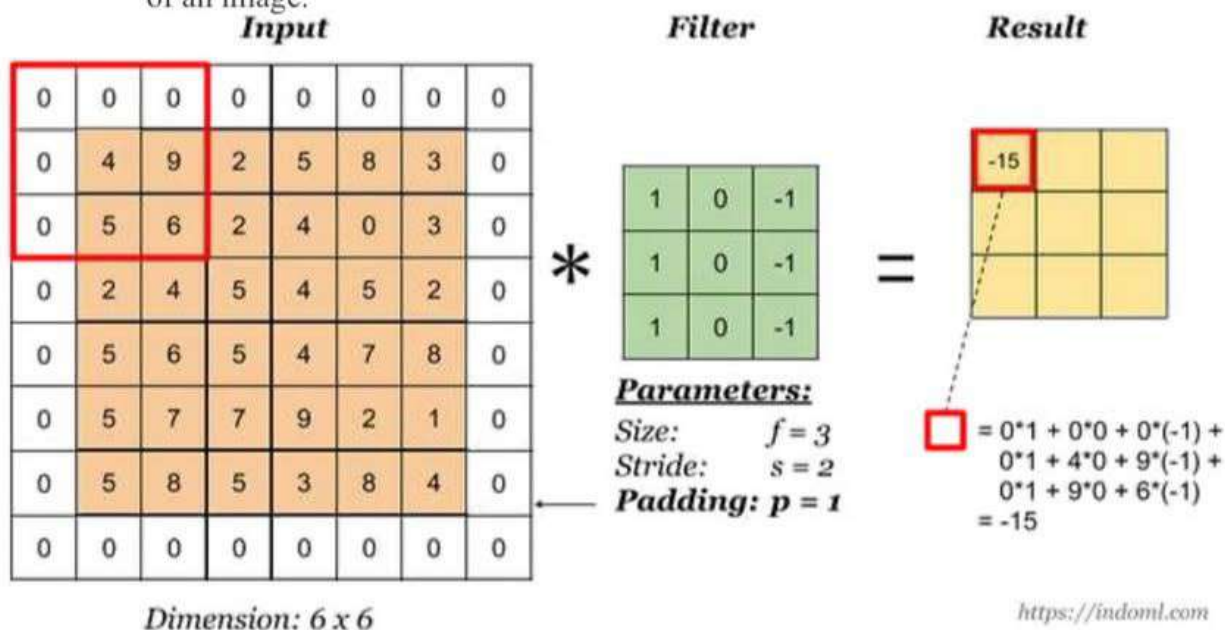 of an image.
Input Filter Result
0 0 0 0 0 0 0 0
0 4 9 2 5 8 3 0
0 5 6 2 4 0 3 0
0 2 4 5 4 5 2 0
0 5 6 5 4 7 8 0
0 5 7 7 9 2 1 0
0 5 8 5 3 8 4 0
0 0 0 0 0 0 0 0
Dimension: 6 x 6
*
1 0 -1
1 0 -1
1 0 -1
Parameters:
Size: f = 3
Stride: s = 2
Padding: p = 1
=
-15
= 0*1 + 0*0 + 0*(-1) +
0*1 + 4*0 + 9*(-1) +
0*1 + 9*0 + 6*(-1)
= -15
https://indoml.com